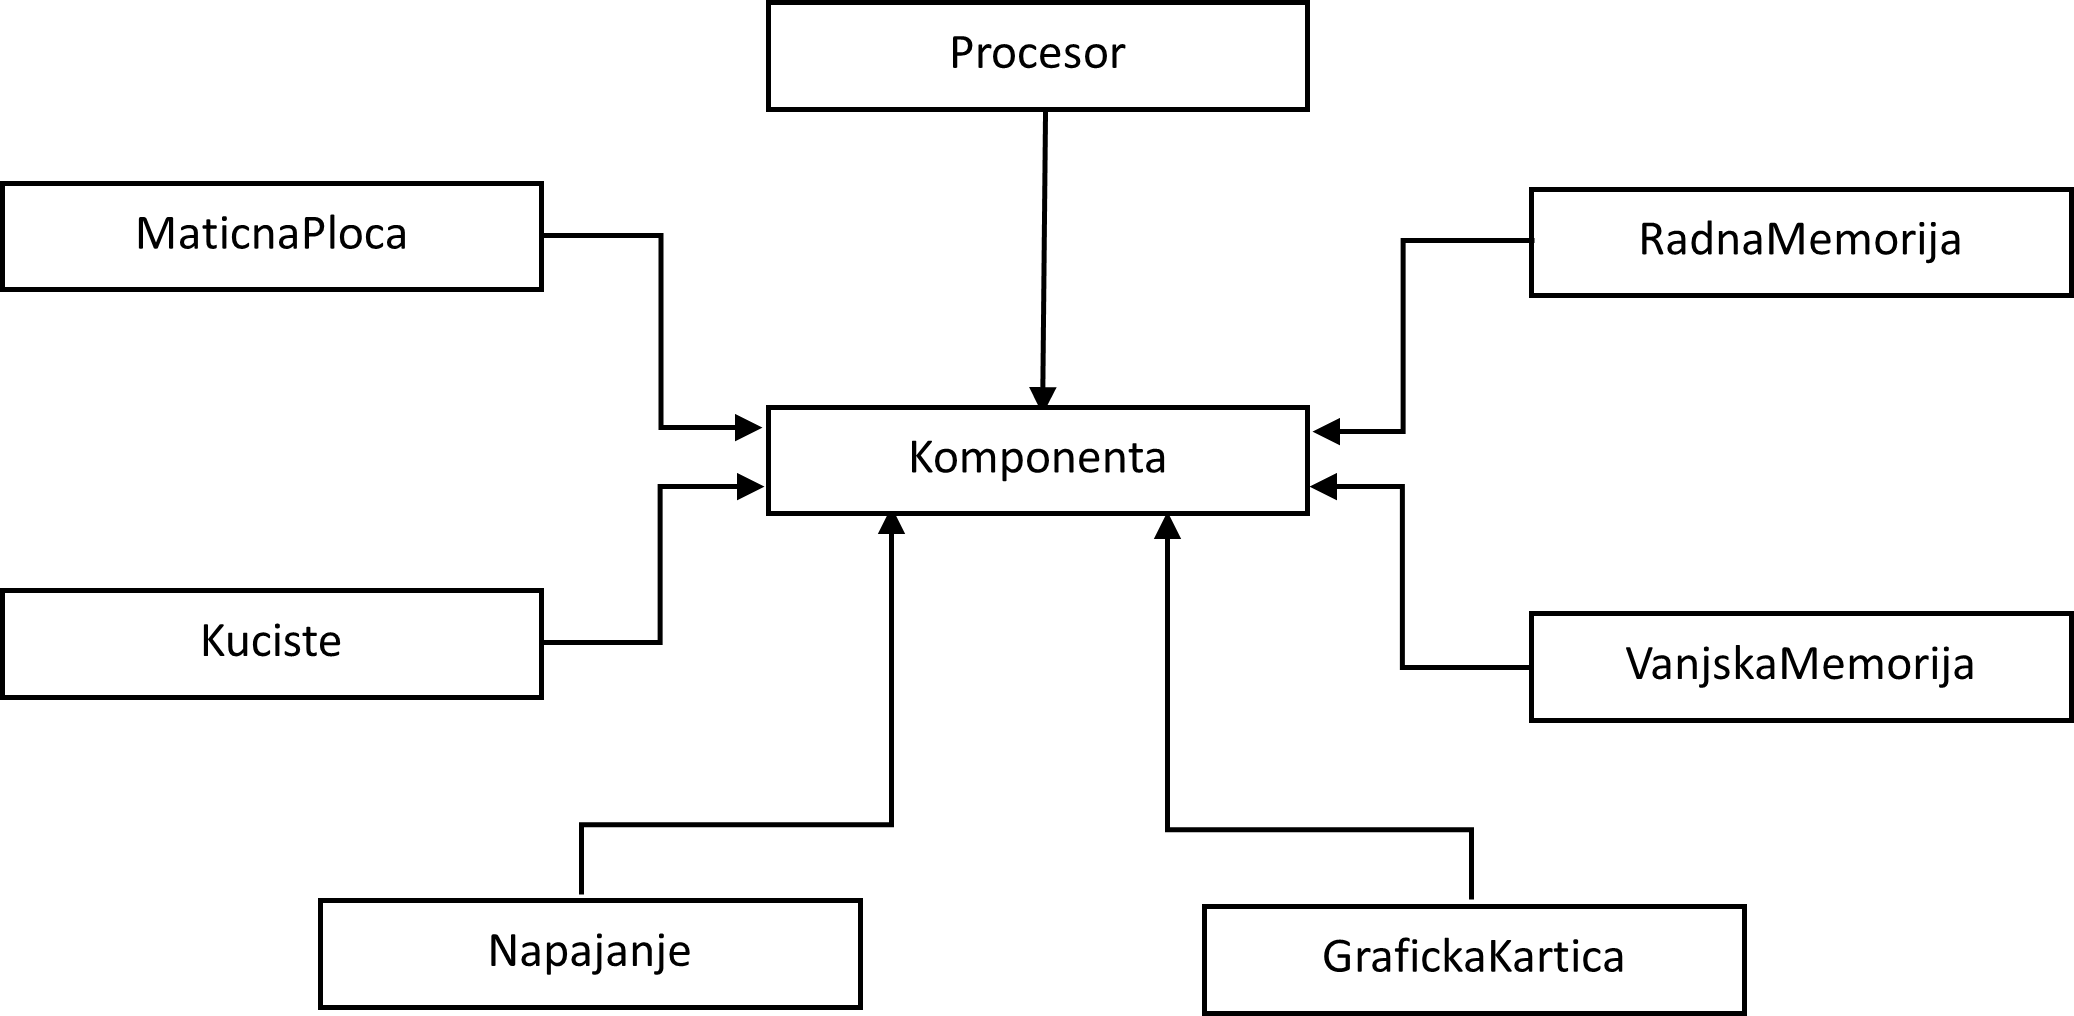 Procesor
MaticnaPloca
RadnaMemorija
Komponenta
Kuciste
VanjskaMemorija
Napajanje
GrafickaKartica